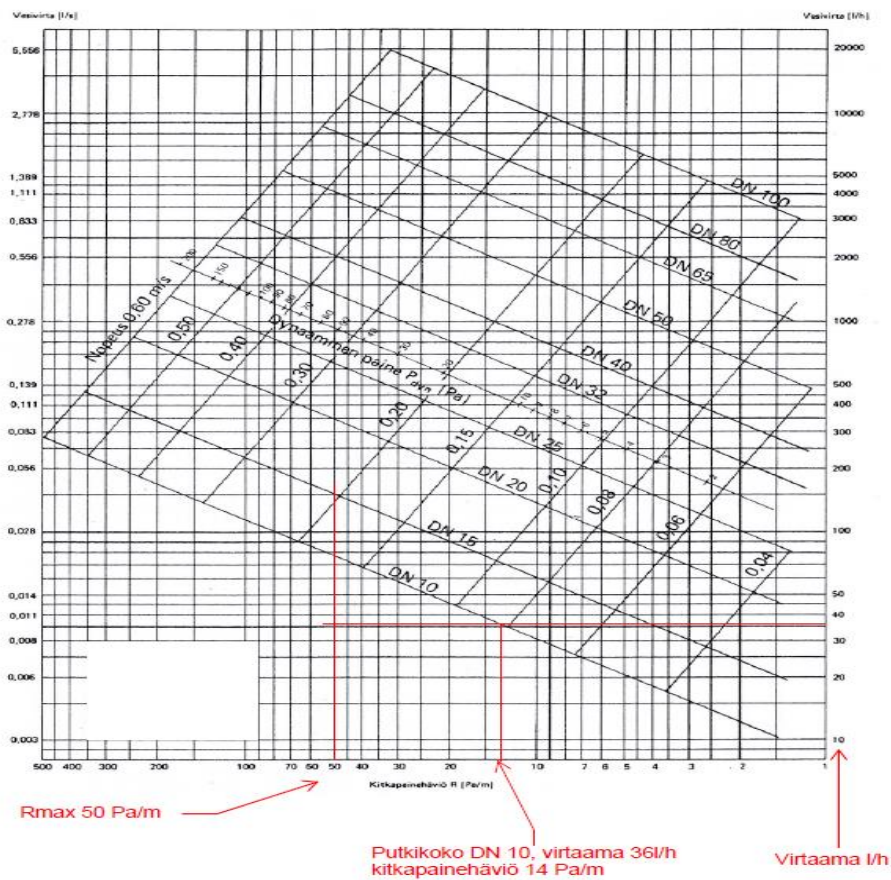 Vesivirta [l/s]
Vesivirta [l/h]
5,556
2,778
1,389
1,111
0,833
0,556
0,278
0,139
0,111
0,083
0,056
0,028
0,014
0,011
0,008
0,006
0,003
20000
10000
5000
4000
3000
2000
1000
500
400
300
200
100
50
40
30
20
10
DN 100
DN 80
DN 65
DN 50
DN 40
DN 32
DN 25
DN 20
DN 15
DN 10
Nopeus 0,60 m/s
0,50
0,40
0,30
0,20
0,15
0,10
0,08
0,06
0,04
200
150
100
Dynaaminen paine Pdyn [Pa]
500 400 300 200 100 70 60 50 40 30 20 10 7 6 5 4 3 2 1
Kitkapainehäviö R [Pa/m]
Rmax 50 Pa/m
Putkikoko DN 10, virtaama 36l/h
kitkapainehäviö 14 Pa/m
Virtaama l/h